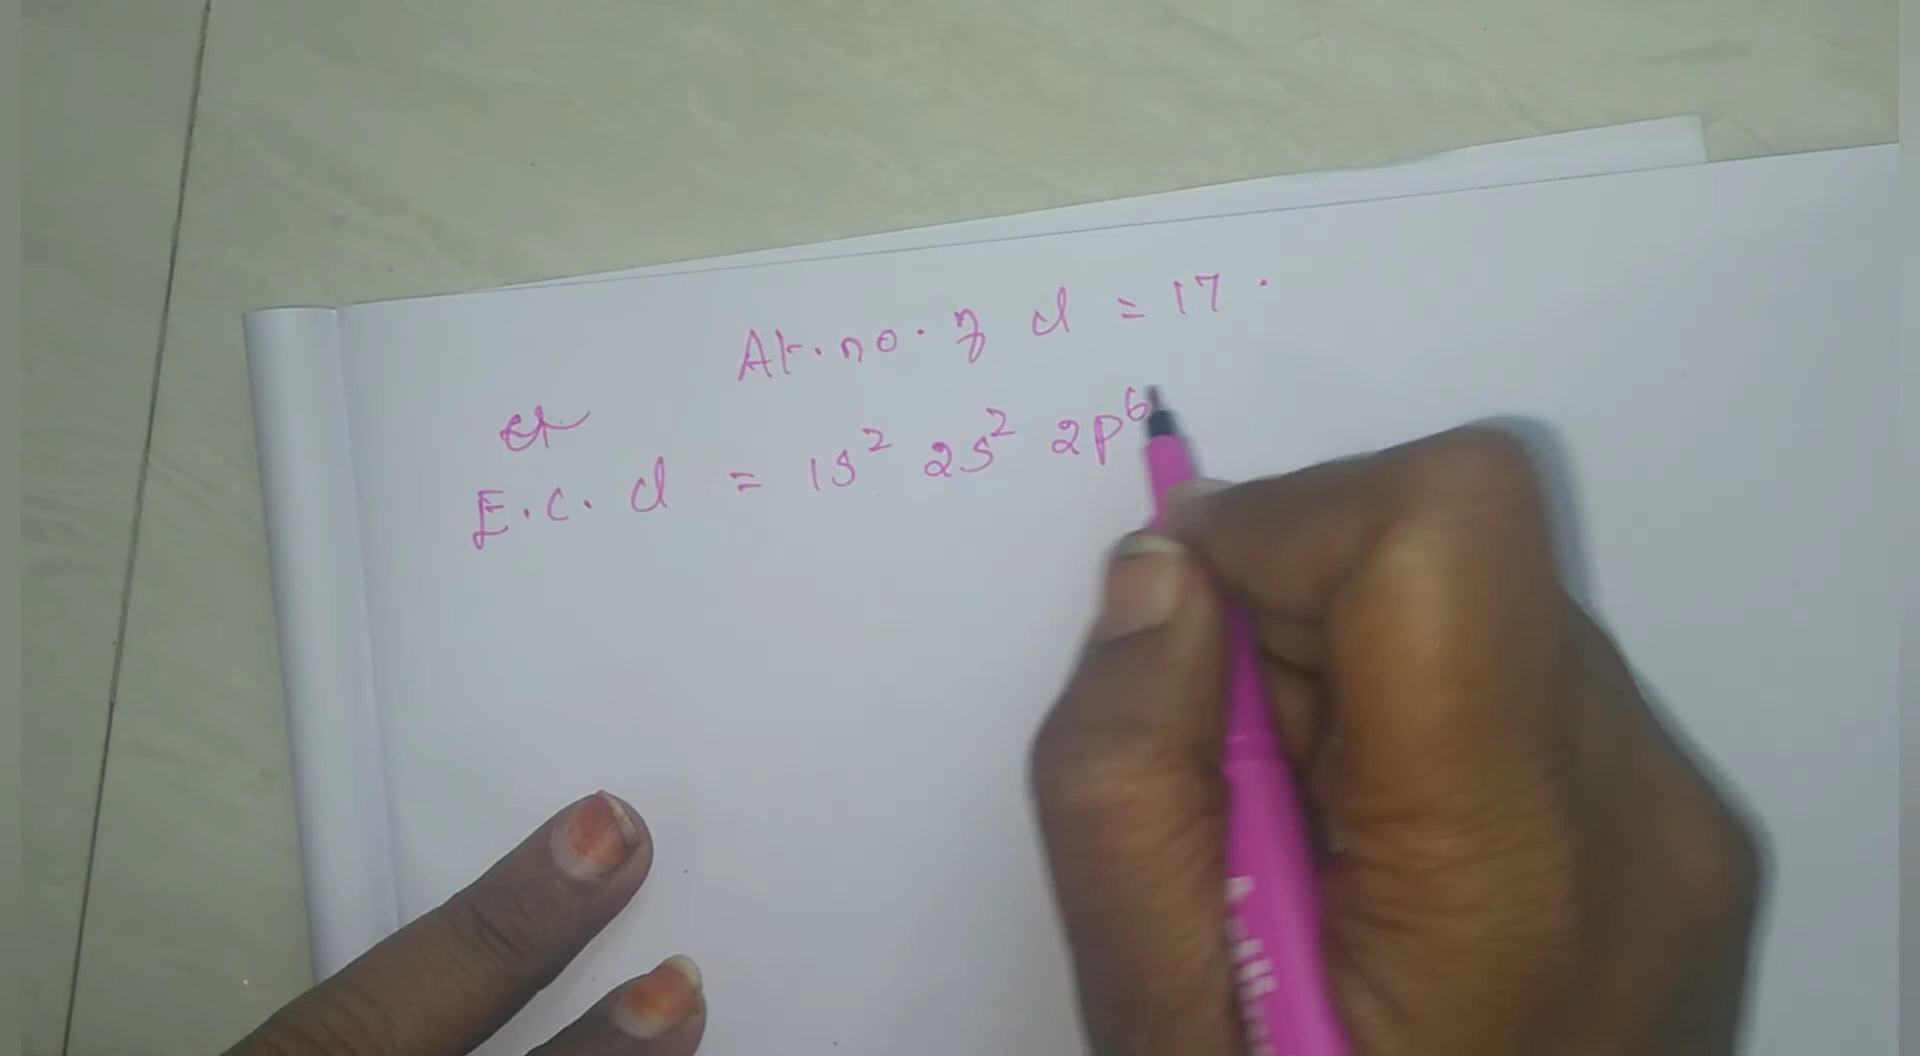 At. no. of Cl = 17.
E.C. Cl = 1s² 2s² 2p⁶